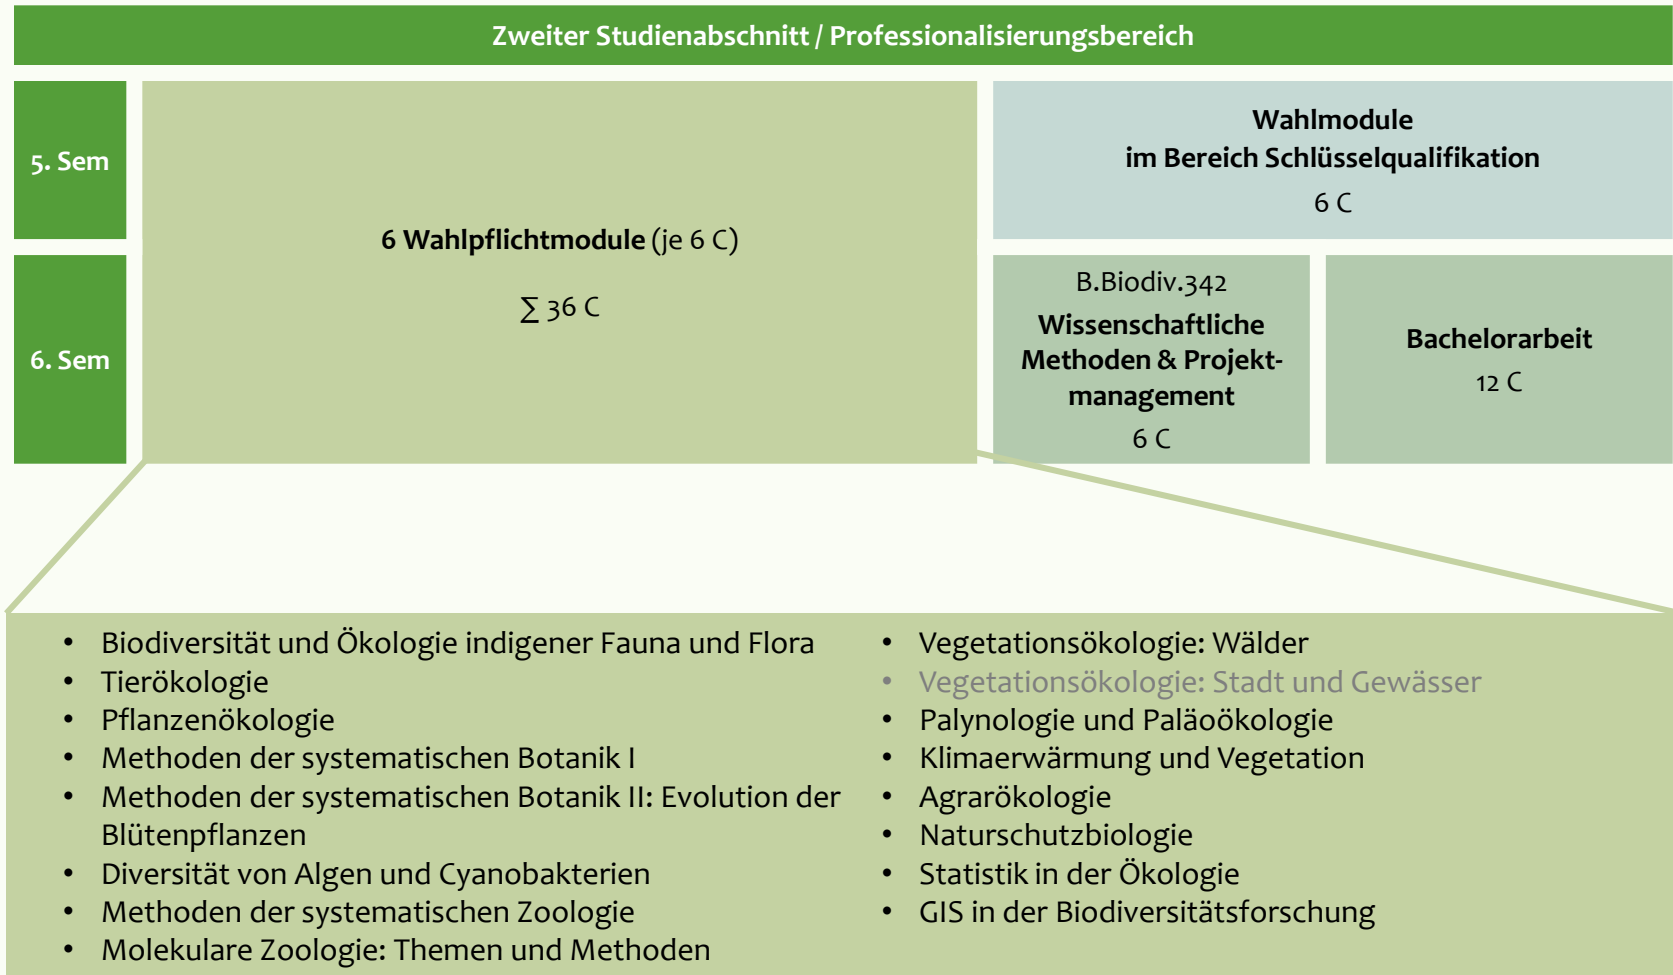 Zweiter Studienabschnitt / Professionalisierungsbereich
5. Sem
6 Wahlpflichtmodule (je 6 C)
∑ 36 C
Wahlmodule
im Bereich Schlüsselqualifikation
6 C
6. Sem
B.Biodiv.342
Wissenschaftliche
Methoden & Projekt-
management
6 C
Bachelorarbeit
12 C
• Biodiversität und Ökologie indigener Fauna und Flora
• Tierökologie
• Pflanzenökologie
• Methoden der systematischen Botanik I
• Methoden der systematischen Botanik II: Evolution der
Blütenpflanzen
• Diversität von Algen und Cyanobakterien
• Methoden der systematischen Zoologie
• Molekulare Zoologie: Themen und Methoden
• Vegetationsökologie: Wälder
• Vegetationsökologie: Stadt und Gewässer
• Palynologie und Paläoökologie
• Klimaerwärmung und Vegetation
• Agrarökologie
• Naturschutzbiologie
• Statistik in der Ökologie
• GIS in der Biodiversitätsforschung